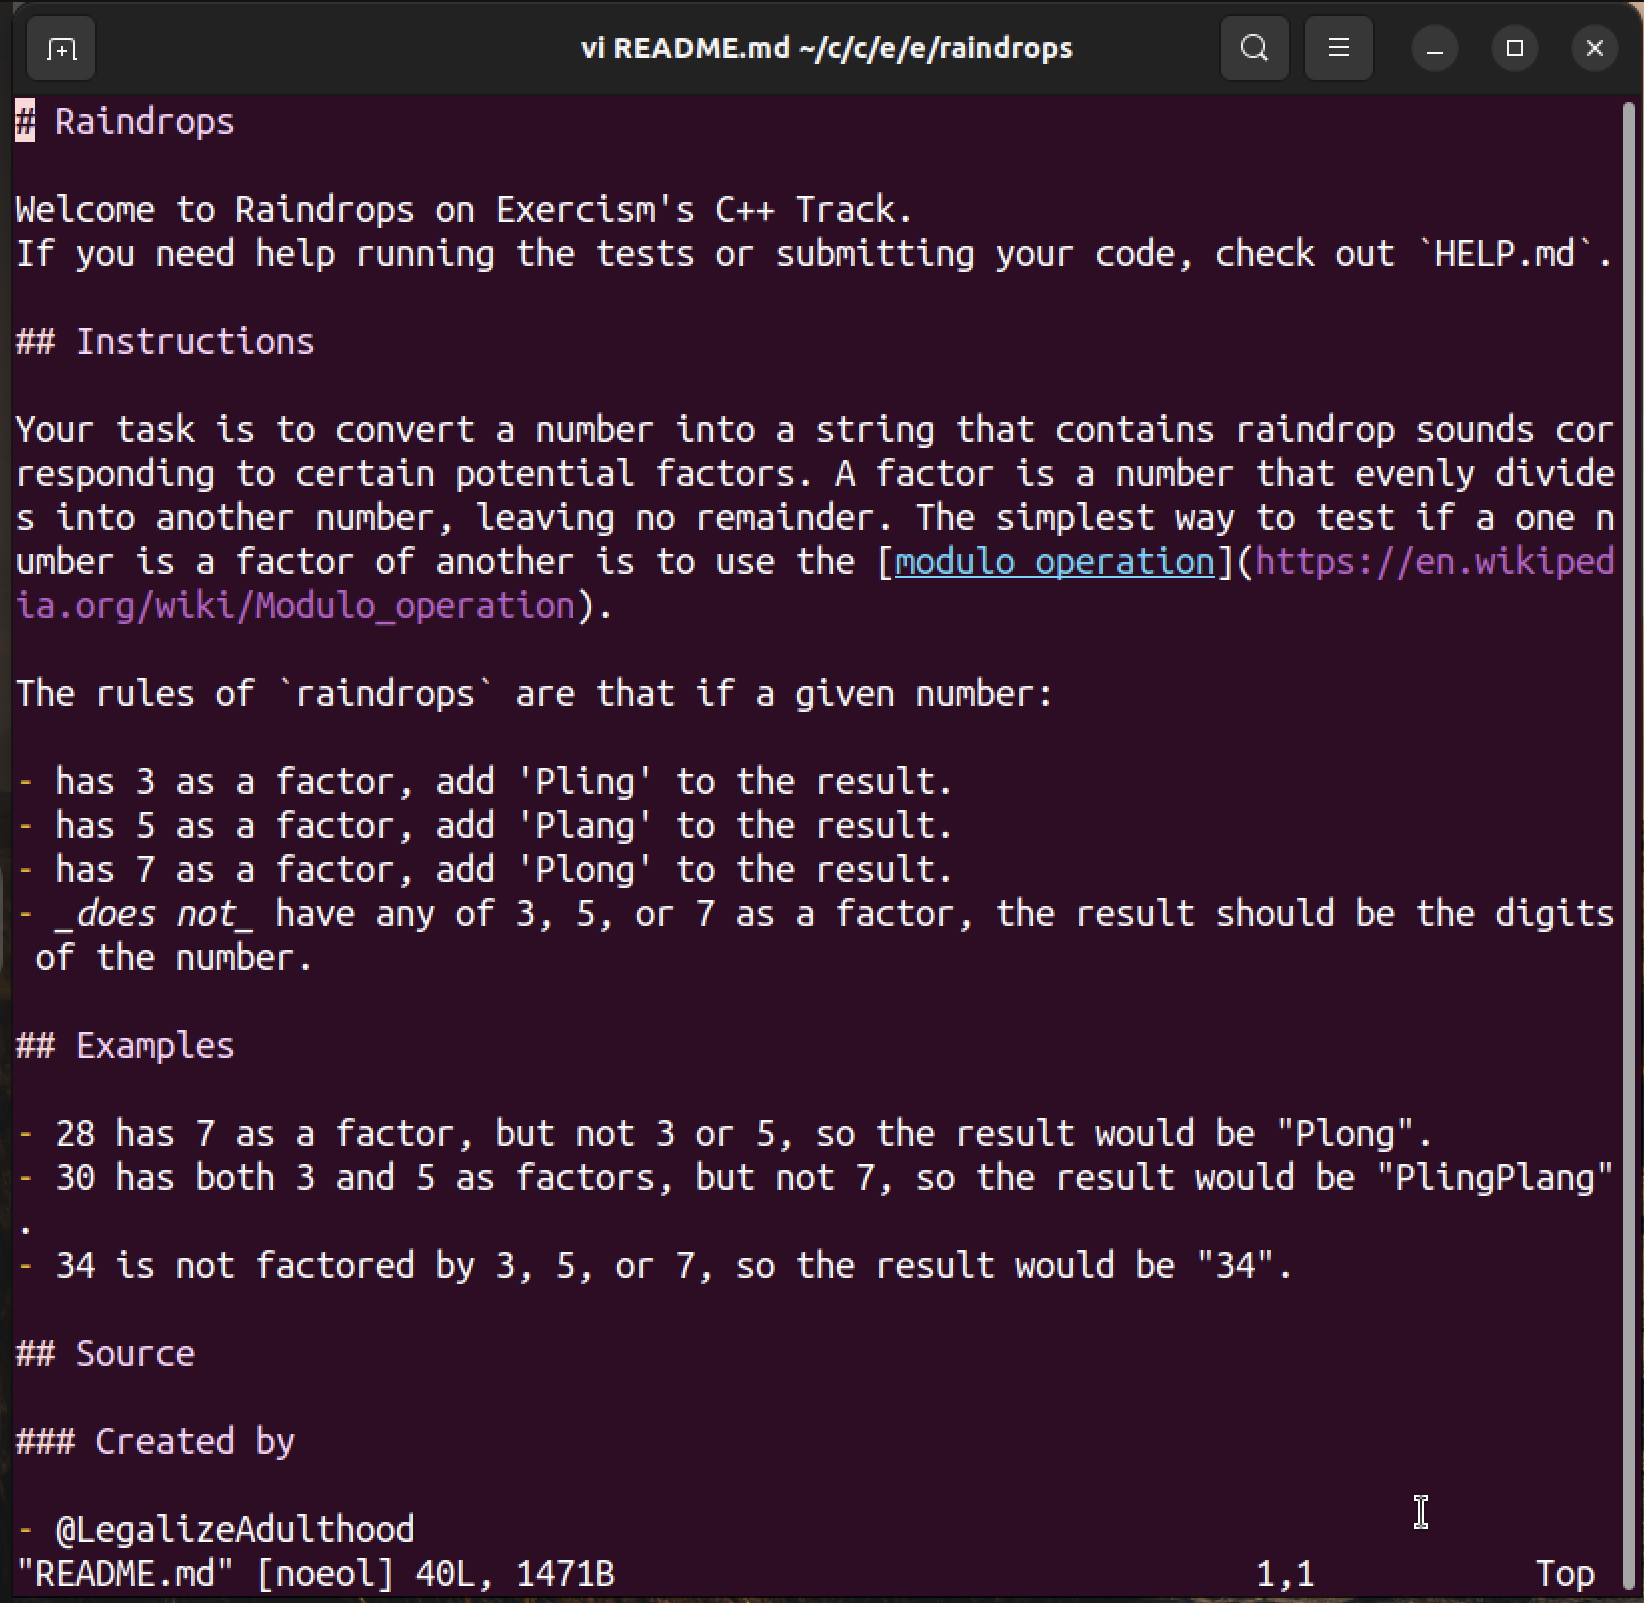 vi README.md ~/c/c/e/e/raindrops
# Raindrops
Welcome to Raindrops on Exercism's C++ Track.
If you need help running the tests or submitting your code, check out `HELP.md`.
## Instructions
Your task is to convert a number into a string that contains raindrop sounds cor
responding to certain potential factors. A factor is a number that evenly divide
s into another number, leaving no remainder. The simplest way to test if a one n
umber is a factor of another is to use the [modulo operation](https://en.wikiped
ia.org/wiki/Modulo_operation).
The rules of `raindrops` are that if a given number:
- has 3 as a factor, add 'Pling' to the result.
- has 5 as a factor, add 'Plang' to the result.
- has 7 as a factor, add 'Plong' to the result.
- _does not_ have any of 3, 5, or 7 as a factor, the result should be the digits
 of the number.
## Examples
- 28 has 7 as a factor, but not 3 or 5, so the result would be "Plong".
- 30 has both 3 and 5 as factors, but not 7, so the result would be "PlingPlang"
.
- 34 is not factored by 3, 5, or 7, so the result would be "34".
## Source
### Created by
- @LegalizeAdulthood
"README.md" [noeol] 40L, 1471B 1,1 Top